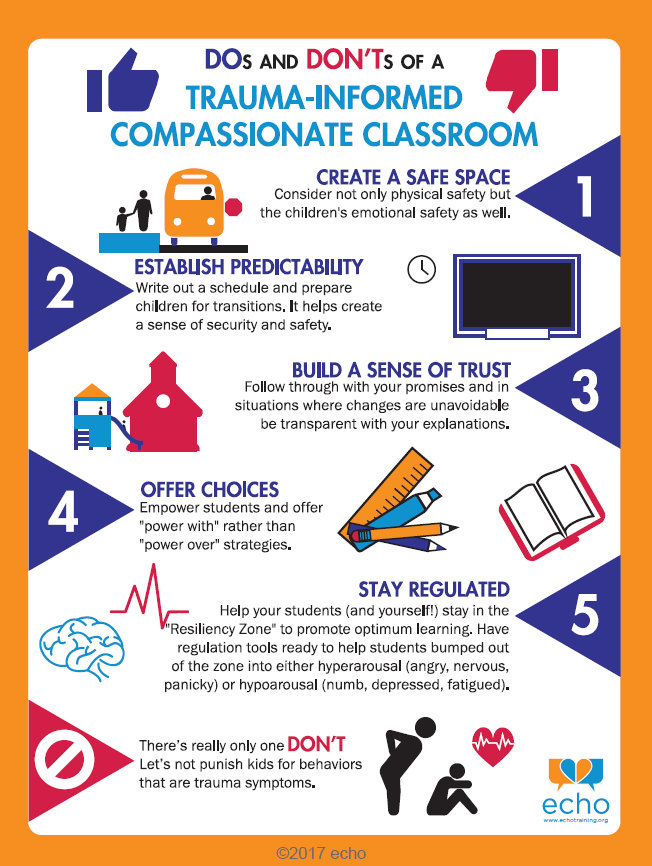 DOs AND DON'Ts OF A
TRAUMA-INFORMED
COMPASSIONATE CLASSROOM
1
CREATE A SAFE SPACE
Consider not only physical safety but
the children's emotional safety as well.
2
ESTABLISH PREDICTABILITY
Write out a schedule and prepare
children for transitions. It helps create
a sense of security and safety.
3
BUILD A SENSE OF TRUST
Follow through with your promises and in
situations where changes are unavoidable
be transparent with your explanations.
4
OFFER CHOICES
Empower students and offer
"power with" rather than
"power over" strategies.
5
STAY REGULATED
Help your students (and yourself!) stay in the
"Resiliency Zone" to promote optimum learning. Have
regulation tools ready to help students bumped out
of the zone into either hyperarousal (angry, nervous,
panicky) or hypoarousal (numb, depressed, fatigued).
There's really only one DON'T
Let's not punish kids for behaviors
that are trauma symptoms.
echo
www.echotraining.org
©2017 echo